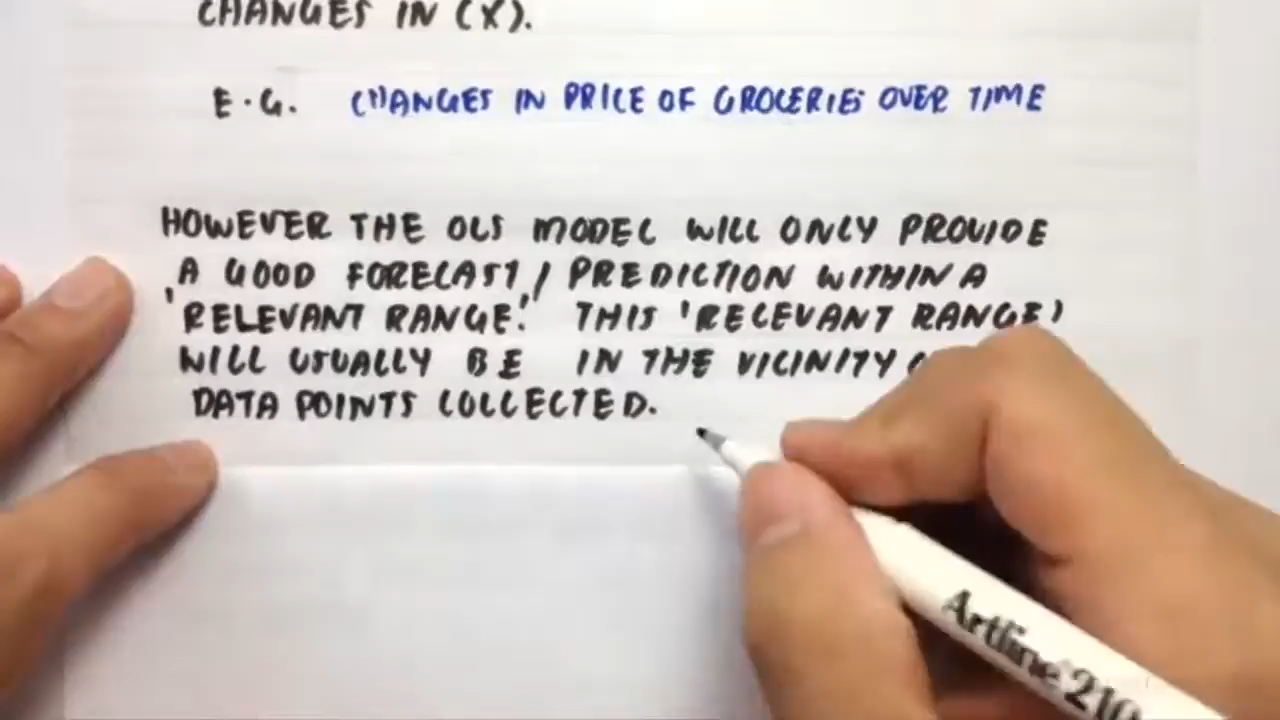 CHANGES IN (X).
E.G. CHANGES IN PRICE OF GROCERIES OVER TIME
HOWEVER THE OLS MODEL WILL ONLY PROVIDE
A GOOD FORECAST / PREDICTION WITHIN A
'RELEVANT RANGE.' THIS 'RELEVANT RANGE'
WILL USUALLY BE IN THE VICINITY
DATA POINTS COLLECTED.
Artline 210